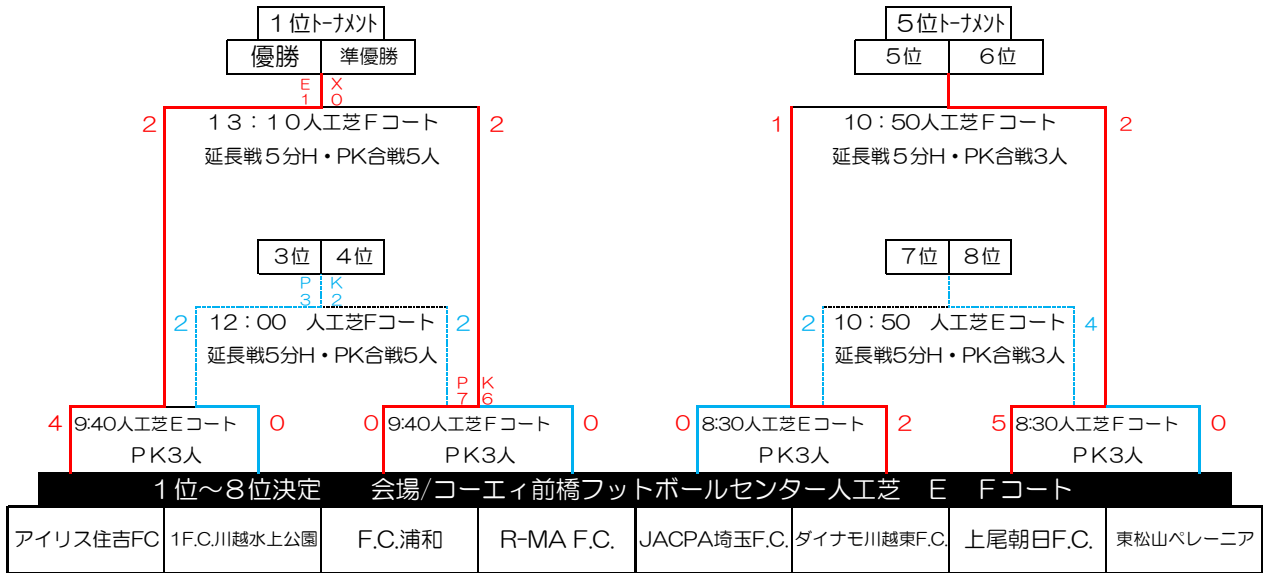 1位トーナメント 5位トーナメント
優勝 準優勝 5位 6位
E X
1 0
2 13:10人工芝Fコート 2 1 10:50人工芝Fコート 2
延長戦5分H・PK合戦5人 延長戦5分H・PK合戦3人
3位 4位 7位 8位
P K
3 2
2 12:00 人工芝Fコート 2 2 10:50 人工芝Eコート 4
延長戦5分H・PK合戦5人 延長戦5分H・PK合戦3人
P K
7 6
4 9:40人工芝Eコート 0 0 9:40人工芝Fコート 0 0 8:30人工芝Eコート 2 5 8:30人工芝Fコート 0
PK3人 PK3人 PK3人 PK3人
1位~8位決定 会場/コーエィ前橋フットボールセンター人工芝 E Fコート
アイリス住吉FC 1F.C.川越水上公園 F.C.浦和 R-MA F.C. JACPA埼玉F.C. ダイナモ川越東F.C. 上尾朝日F.C. 東松山ペレーニア